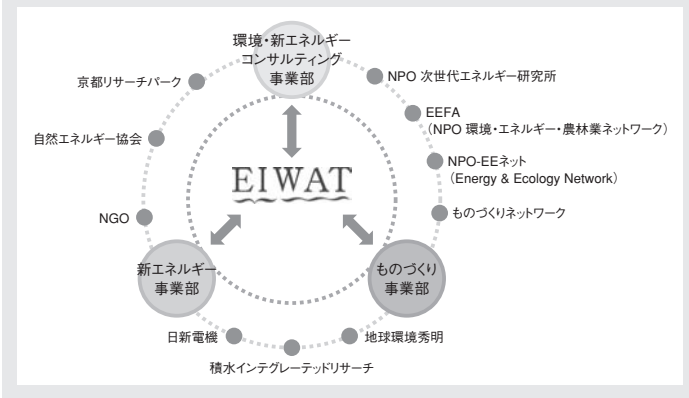 環境・新エネルギー
コンサルティング
事業部
京都リサーチパーク
NPO 次世代エネルギー研究所
EEFA
(NPO 環境・エネルギー・農林業ネットワーク)
自然エネルギー協会
NPO-EEネット
(Energy & Ecology Network)
EIWAT
NGO
ものづくりネットワーク
新エネルギー
事業部
ものづくり
事業部
日新電機
地球環境秀明
積水インテグレーテッドリサーチ